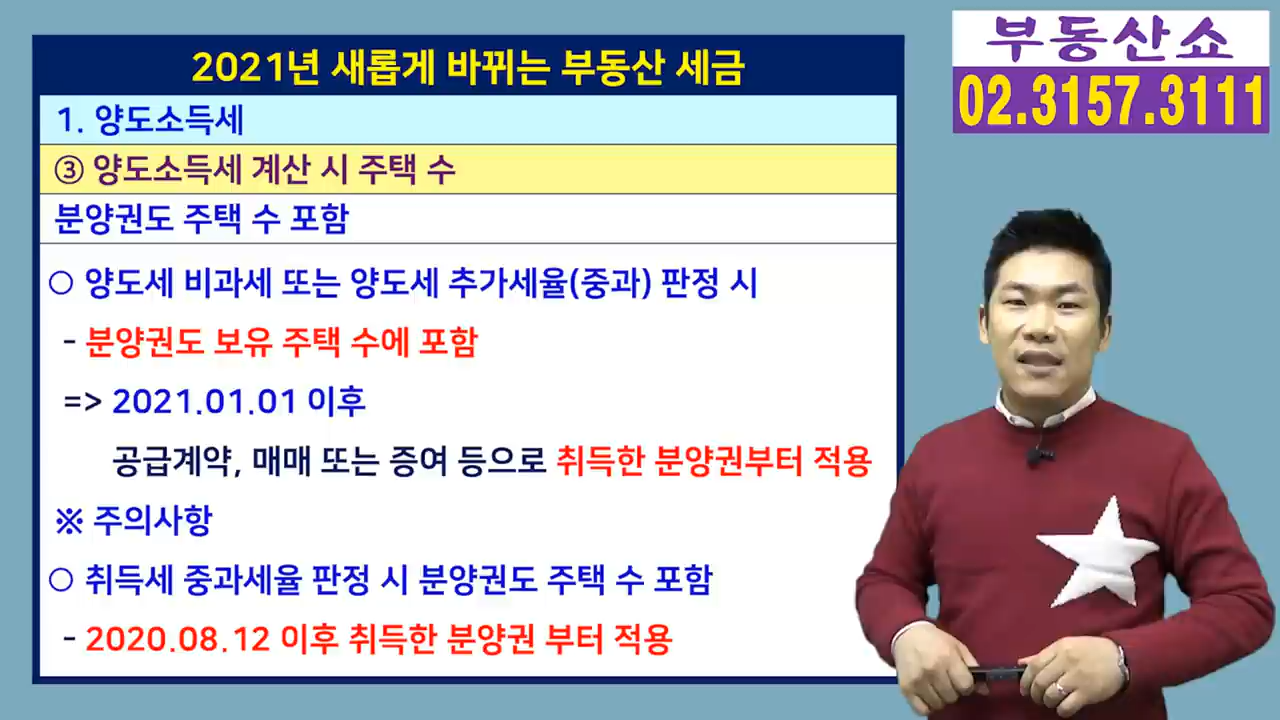 2021년 새롭게 바뀌는 부동산 세금
1. 양도소득세
③ 양도소득세 계산 시 주택 수
분양권도 주택 수 포함
○ 양도세 비과세 또는 양도세 추가세율(중과) 판정 시
- 분양권도 보유 주택 수에 포함
=> 2021.01.01 이후
공급계약, 매매 또는 증여 등으로 취득한 분양권부터 적용
※ 주의사항
○ 취득세 중과세율 판정 시 분양권도 주택 수 포함
- 2020.08.12 이후 취득한 분양권 부터 적용
부동산쇼
02.3157.3111